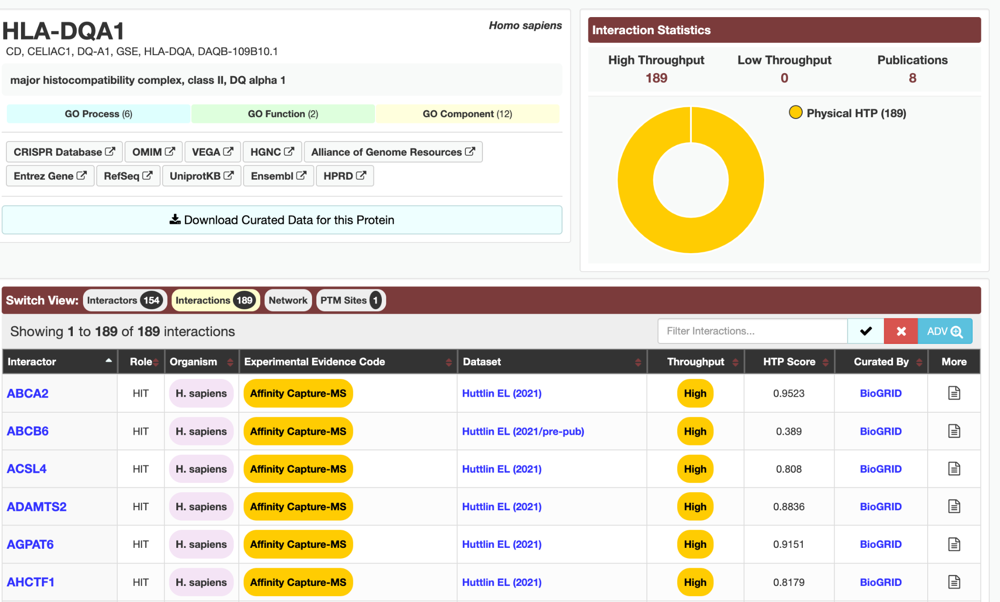 HLA-DQA1
Homo sapiens
CD, CELIAC1, DQ-A1, GSE, HLA-DQA, DAQB-109B10.1
major histocompatibility complex, class II, DQ alpha 1
GO Process (6) GO Function (2) GO Component (12)
CRISPR Database OMIM VEGA HGNC Alliance of Genome Resources
Entrez Gene RefSeq UniprotKB Ensembl HPRD
Download Curated Data for this Protein
Interaction Statistics
High Throughput Low Throughput Publications
189 0 8
Physical HTP (189)
Switch View: Interactors 154 Interactions 189 Network PTM Sites 1
Showing 1 to 189 of 189 interactions Filter Interactions... ADV
Interactor Role Organism Experimental Evidence Code Dataset Throughput HTP Score Curated By More
ABCA2 HIT H. sapiens Affinity Capture-MS Huttlin EL (2021) High 0.9523 BioGRID
ABCB6 HIT H. sapiens Affinity Capture-MS Huttlin EL (2021/pre-pub) High 0.389 BioGRID
ACSL4 HIT H. sapiens Affinity Capture-MS Huttlin EL (2021) High 0.808 BioGRID
ADAMTS2 HIT H. sapiens Affinity Capture-MS Huttlin EL (2021) High 0.8836 BioGRID
AGPAT6 HIT H. sapiens Affinity Capture-MS Huttlin EL (2021) High 0.9151 BioGRID
AHCTF1 HIT H. sapiens Affinity Capture-MS Huttlin EL (2021) High 0.8179 BioGRID